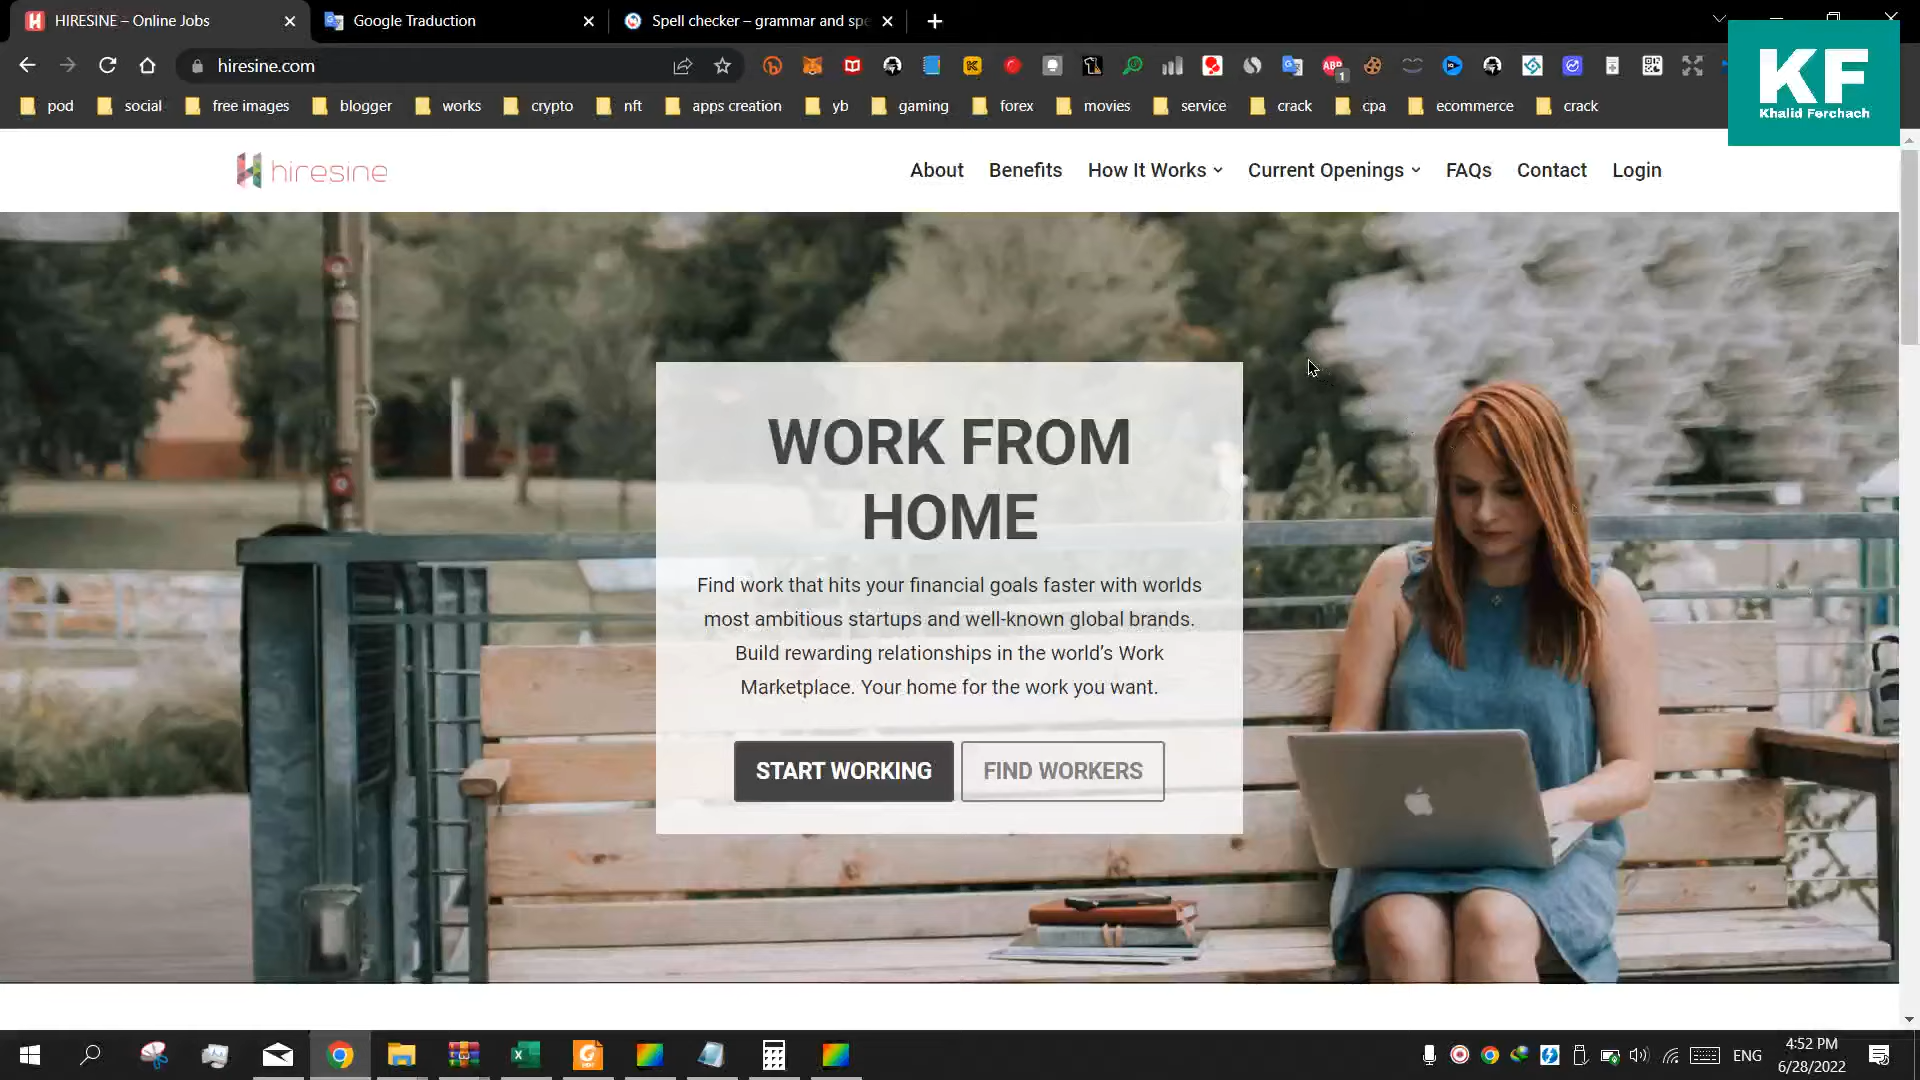 HIRESINE – Online Jobs
Google Traduction
Spell checker – grammar and spe
hiresine.com
ABP
1
KF
Khalid Ferchach
pod
social
free images
blogger
works
crypto
nft
apps creation
yb
gaming
forex
movies
service
crack
cpa
ecommerce
crack
hiresine
About
Benefits
How It Works
Current Openings
FAQs
Contact
Login
WORK FROM
HOME
Find work that hits your financial goals faster with worlds
most ambitious startups and well-known global brands.
Build rewarding relationships in the world’s Work
Marketplace. Your home for the work you want.
START WORKING
FIND WORKERS
ENG
4:52 PM
6/28/2022